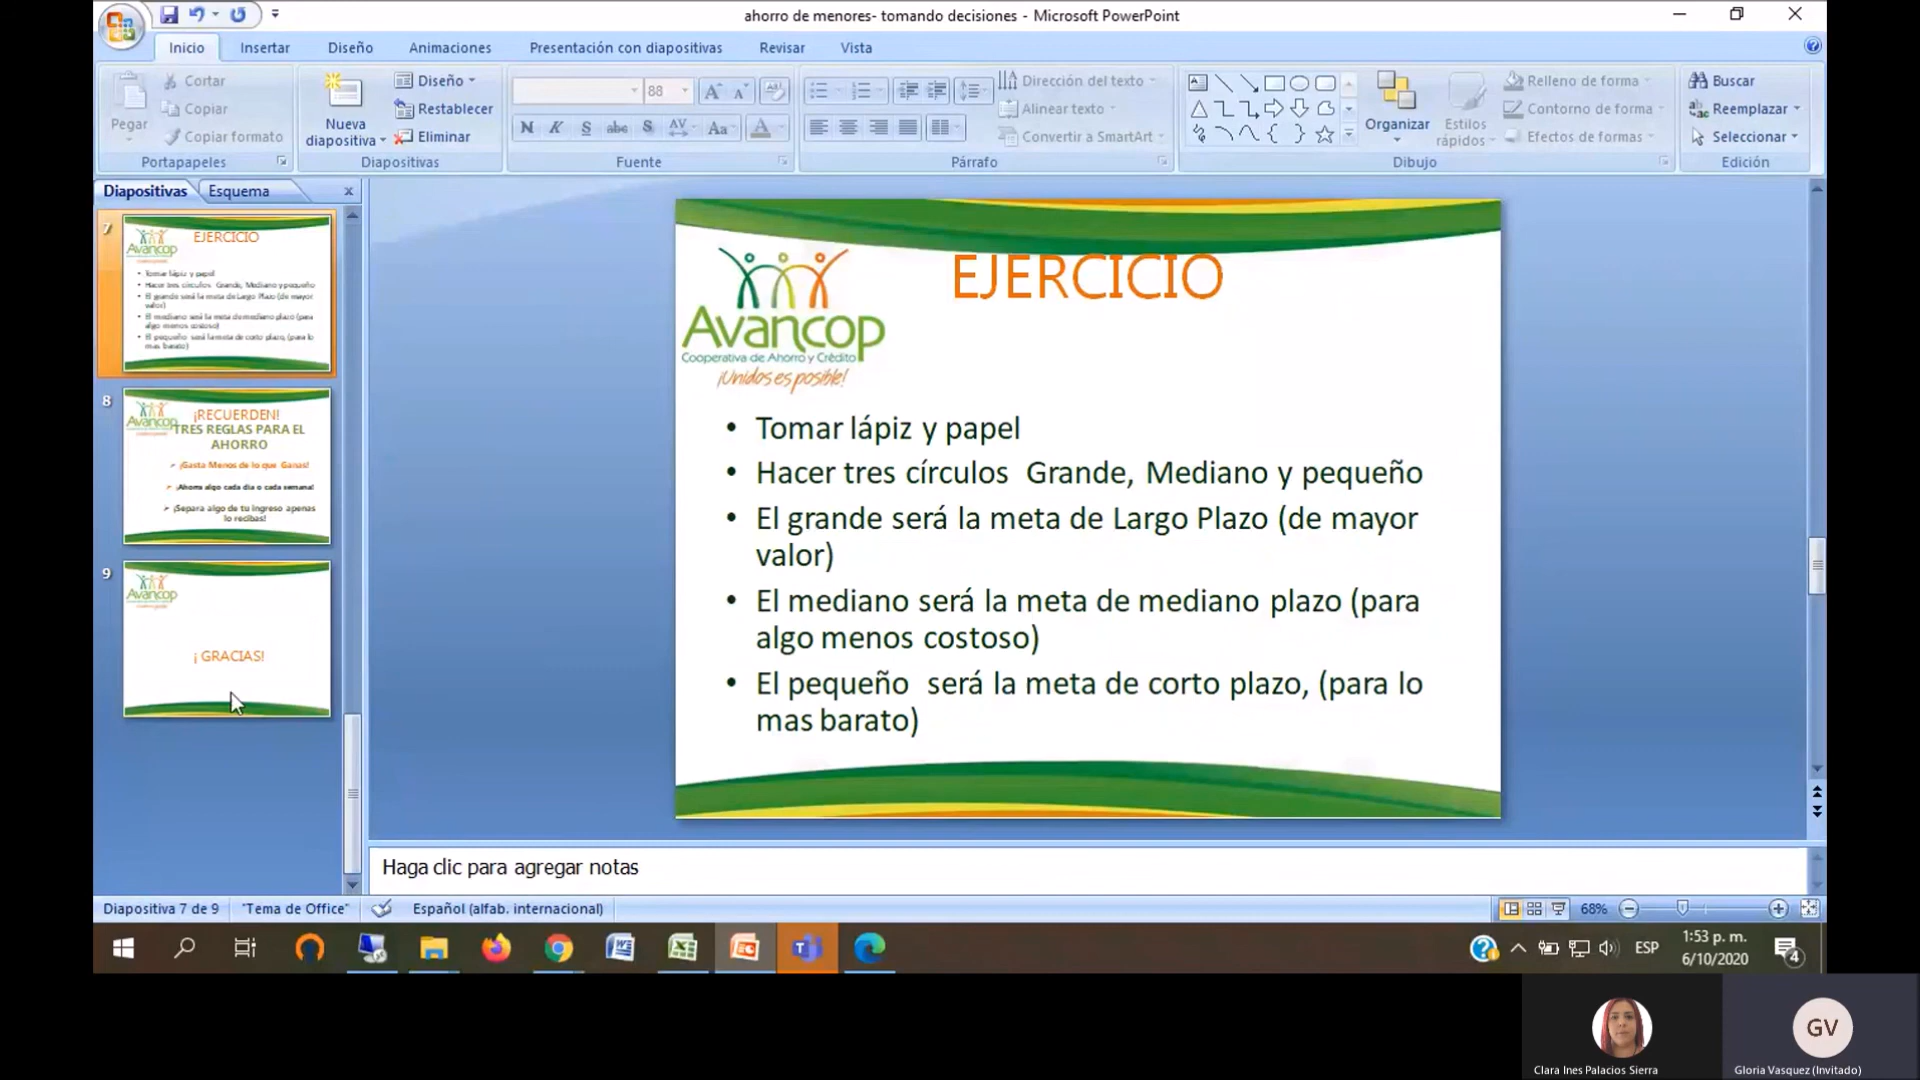 ahorro de menores- tomando decisiones - Microsoft PowerPoint
Inicio Insertar Diseño Animaciones Presentación con diapositivas Revisar Vista
Pegar
Cortar
Copiar
Copiar formato
Portapapeles
Nueva diapositiva
Diseño
Restablecer
Eliminar
Diapositivas
88
N K S abc S AV Aa A
Fuente
Dirección del texto
Alinear texto
Convertir a SmartArt
Párrafo
Organizar
Estilos rápidos
Relleno de forma
Contorno de forma
Efectos de formas
Dibujo
Buscar
Reemplazar
Seleccionar
Edición
Diapositivas Esquema
7
Avancop
EJERCICIO
• Tomar lápiz y papel
• Hacer tres círculos Grande, Mediano y pequeño
• El grande será la meta de Largo Plazo (de mayor
valor)
• El mediano será la meta de mediano plazo (para
algo menos costoso)
• El pequeño será la meta de corto plazo, (para lo
mas barato)
8
Avancop
¡RECUERDEN!
TRES REGLAS PARA EL
AHORRO
¡Gasta Menos de lo que Ganas!
¡Ahorra algo cada día o cada semana!
¡Separa algo de tu ingreso apenas
lo recibas!
9
Avancop
¡ GRACIAS!
EJERCICIO
Avancop
Cooperativa de Ahorro y Crédito
¡Unidos es posible!
• Tomar lápiz y papel
• Hacer tres círculos Grande, Mediano y pequeño
• El grande será la meta de Largo Plazo (de mayor
valor)
• El mediano será la meta de mediano plazo (para
algo menos costoso)
• El pequeño será la meta de corto plazo, (para lo
mas barato)
Haga clic para agregar notas
Diapositiva 7 de 9 "Tema de Office" Español (alfab. internacional) 68%
ESP
1:53 p. m.
6/10/2020
4
GV
Clara Ines Palacios Sierra
Gloria Vasquez (Invitado)